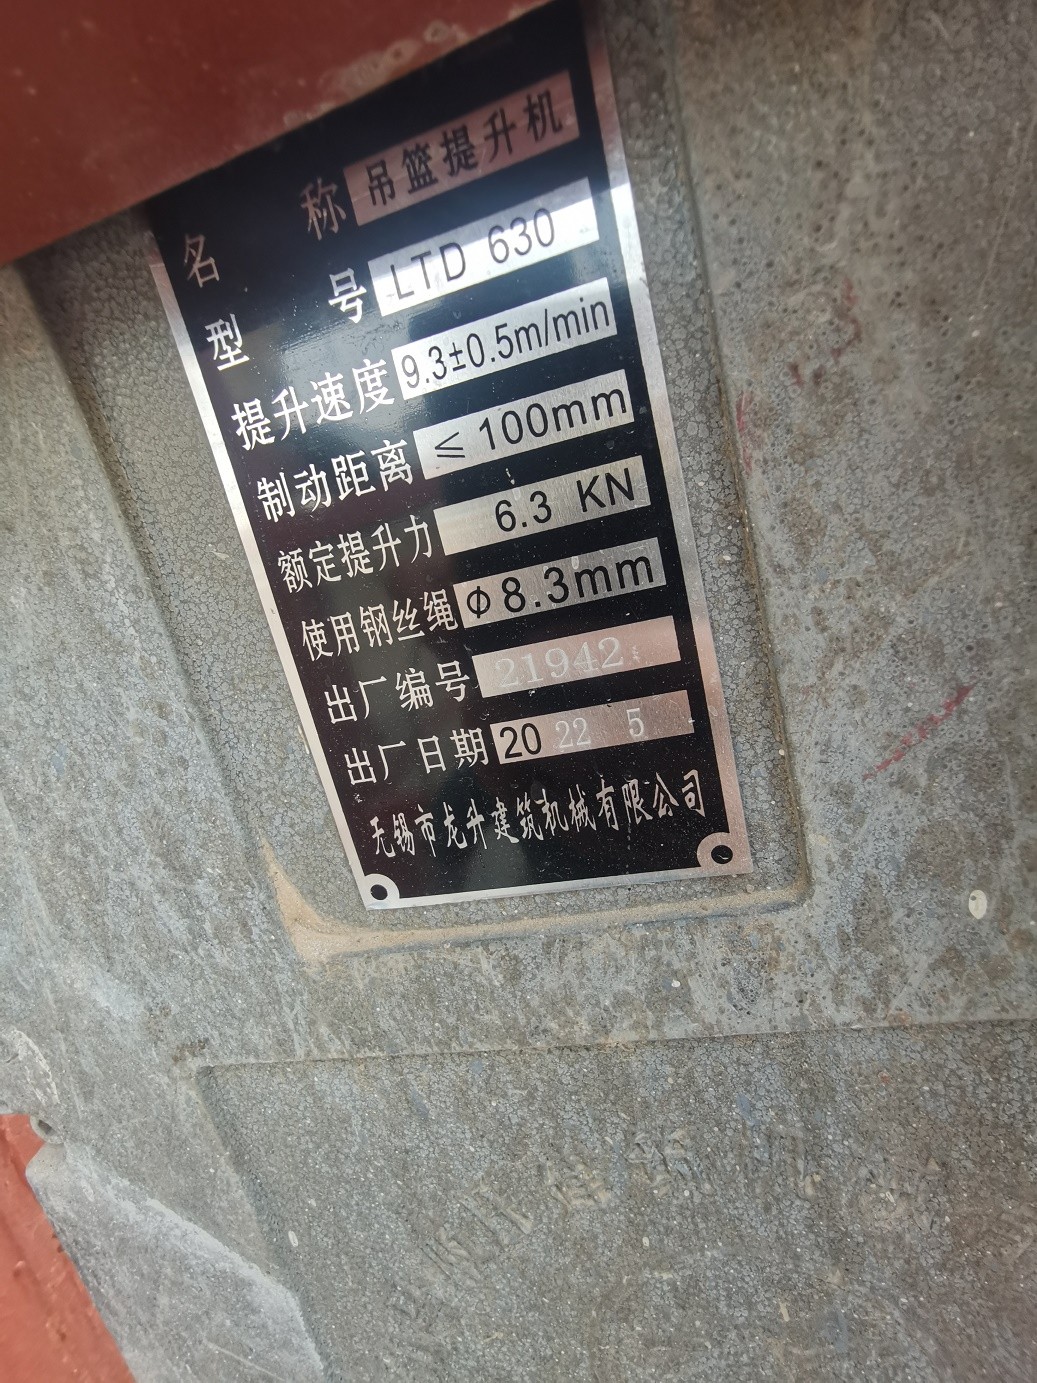 名 称 吊篮提升机
型 号 LTD 630
提升速度 9.3±0.5m/min
制动距离 ≤ 100mm
额定提升力 6.3 KN
使用钢丝绳 Φ8.3mm
出厂编号 21942
出厂日期 20 22 5
无锡市龙升建筑机械有限公司